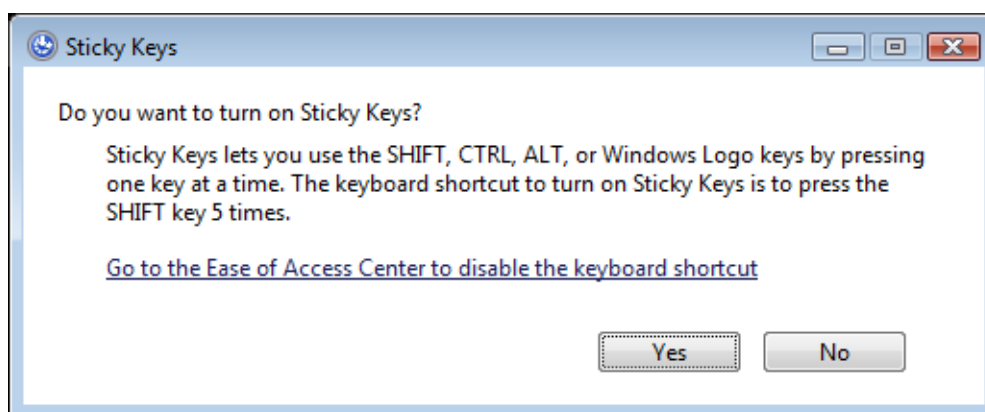 Sticky Keys
Do you want to turn on Sticky Keys?
Sticky Keys lets you use the SHIFT, CTRL, ALT, or Windows Logo keys by pressing
one key at a time. The keyboard shortcut to turn on Sticky Keys is to press the
SHIFT key 5 times.
Go to the Ease of Access Center to disable the keyboard shortcut
Yes No